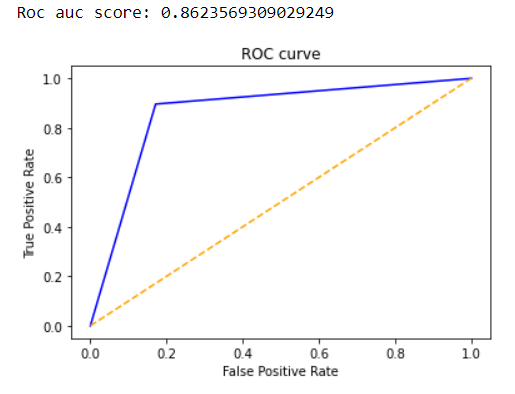 Roc auc score: 0.8623569309029249
ROC curve
1.0
0.8
0.6
0.4
0.2
0.0
True Positive Rate
0.0 0.2 0.4 0.6 0.8 1.0
False Positive Rate